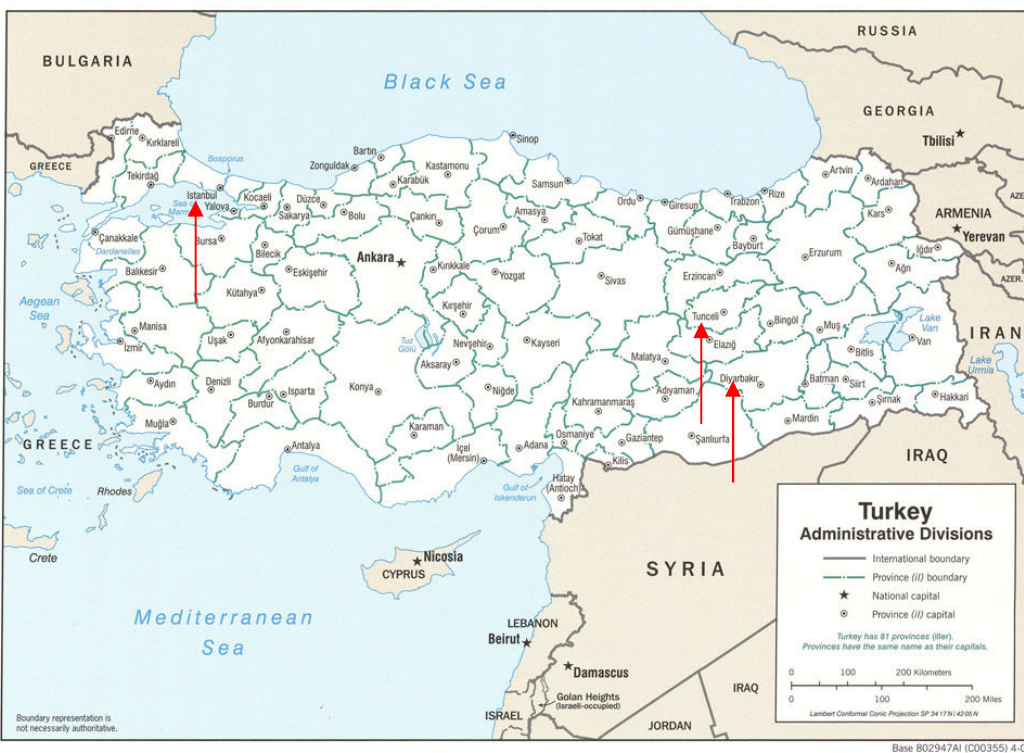 RUSSIA
BULGARIA
Black Sea
GEORGIA
Tbilisi
Edirne
Kırklareli
Sinop
Bartın
Zonguldak
Kastamonu
Bosporus
GREECE
Tekirdağ
Karabük
Samsun
Artvin
Ardahan
Istanbul
Kocaeli
Düzce
Ordu
Giresun
Trabzon
Rize
Sea of
Marmara
Yalova
Sakarya
Bolu
Çankırı
Amasya
Çorum
Gümüşhane
Bayburt
Kars
ARMENIA
Yerevan
Çanakkale
Dardanelles
Bursa
Bilecik
Tokat
Erzurum
Iğdır
Ankara
Kırıkkale
Balıkesir
Eskişehir
Yozgat
Sivas
Erzincan
Ağrı
AZER.
Kütahya
Aegean
Sea
Kırşehir
Tunceli
Bingöl
Muş
Lake
Van
IRAN
Manisa
Izmir
Uşak
Afyonkarahisar
Tuz
Gölü
Nevşehir
Kayseri
Elazığ
Van
Malatya
Bitlis
Lake
Urmia
Aksaray
Aydın
Denizli
Isparta
Burdur
Konya
Niğde
Diyarbakır
Batman
Siirt
Adıyaman
Kahramanmaraş
Şırnak
Hakkari
Muğla
Karaman
Mardin
GREECE
Antalya
İçel
(Mersin)
Adana
Osmaniye
Gaziantep
Şanlıurfa
Kilis
IRAQ
Gulf of
Antalya
Hatay
(Antioch)
Gulf of
Iskenderun
Sea of Crete
Rhodes
Crete
Nicosia
CYPRUS
SYRIA
Mediterranean
Sea
LEBANON
Beirut
Damascus
Golan Heights
(Israeli-occupied)
ISRAEL
JORDAN
IRAQ
Turkey
Administrative Divisions
International boundary
Province (il) boundary
National capital
Province (il) capital
Turkey has 81 provinces (iller).
Provinces have the same name as their capitals.
0 100 200 Kilometers
0 100 200 Miles
Lambert Conformal Conic Projection SP 34 17 N / 42 05 N
Boundary representation is
not necessarily authoritative.
Base 802947AI (C00355)